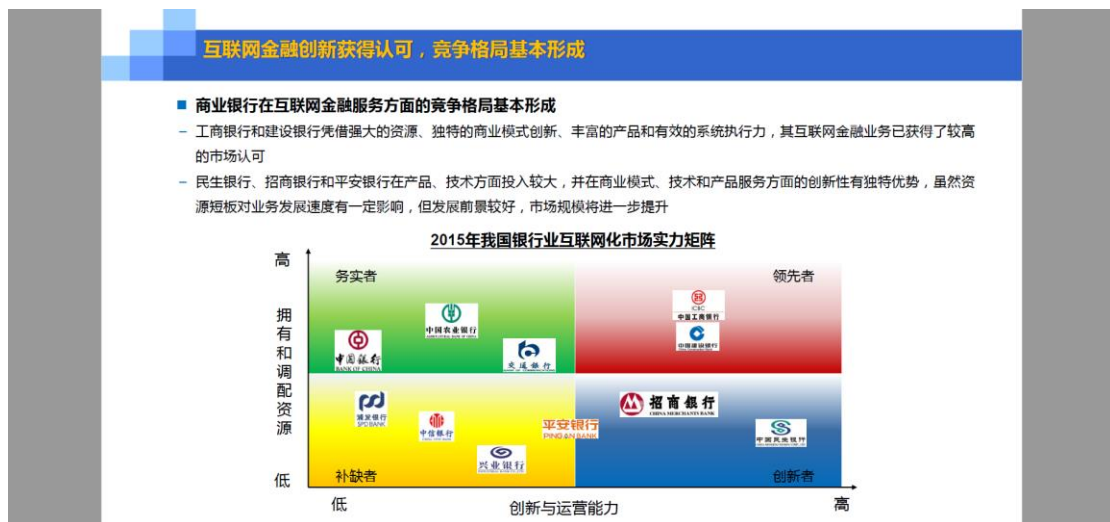 互联网金融创新获得认可，竞争格局基本形成
商业银行在互联网金融服务方面的竞争格局基本形成
工商银行和建设银行凭借强大的资源、独特的商业模式创新、丰富的产品和有效的系统执行力，其互联网金融业务已获得了较高
的市场认可
民生银行、招商银行和平安银行在产品、技术方面投入较大，并在商业模式、技术和产品服务方面的创新性有独特优势，虽然资
源短板对业务发展速度有一定影响，但发展前景较好，市场规模将进一步提升
2015年我国银行业互联网化市场实力矩阵
高
拥有和调配资源
低
务实者
领先者
中国农业银行
中国银行
BANK OF CHINA
交通银行
ICBC
中国工商银行
中国建设银行
浦发银行
SPD BANK
中信银行
兴业银行
平安银行
PING AN BANK
招商银行
CHINA MERCHANTS BANK
中国民生银行
补缺者
创新者
低
创新与运营能力
高